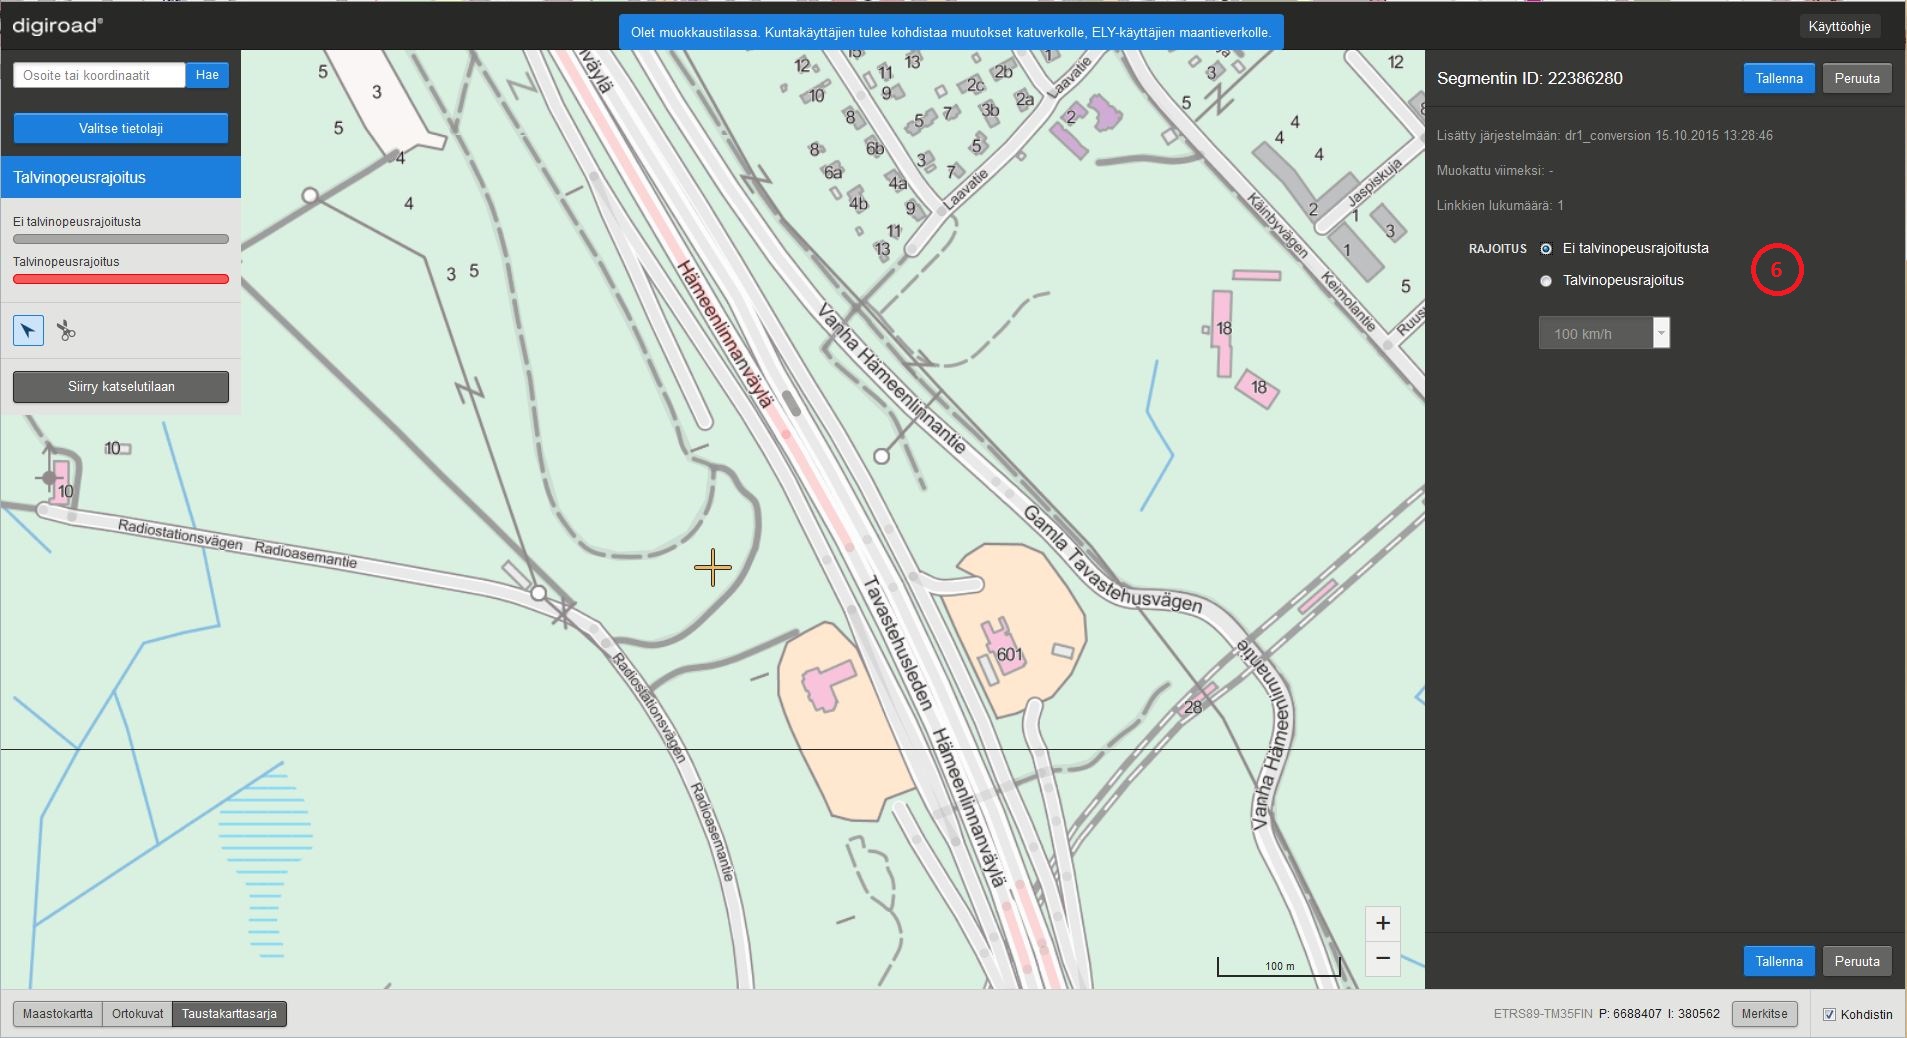 digiroad®
Olet muokkaustilassa. Kuntakäyttäjien tulee kohdistaa muutokset katuverkolle, ELY-käyttäjien maantieverkolle.
Käyttöohje
Osoite tai koordinaatit
Hae
Valitse tietolaji
Talvinopeusrajoitus
Ei talvinopeusrajoitusta
Talvinopeusrajoitus
Siirry katselutilaan
5
3
5
4
4
3
5
10
10
12
10
8
8
6a
6b
4b
4a
9
11
13
11
9
13
5
7
3
7
5
2c
2b
3b
2a
1
2
Laavatie
Laavatie
3
5
12
4
4
4
2
1
1
3
5
Jaspiskuja
Käinbyvägen
Keimolantie
18
18
Hämeenlinnanväylä
Vanha Hämeenlinnantie
Gamla Tavastehusvägen
Vanha Hämeenlinnantie
Tavastehusleden
Hämeenlinnanväylä
601
28
Radiostationsvägen
Radioasemantie
Radiostationsvägen
Radioasemantie
100 m
+
−
Segmentin ID: 22386280
Tallenna
Peruuta
Lisätty järjestelmään: dr1_conversion 15.10.2015 13:28:46
Muokattu viimeksi: -
Linkkien lukumäärä: 1
RAJOITUS
Ei talvinopeusrajoitusta
Talvinopeusrajoitus
6
100 km/h
Tallenna
Peruuta
Maastokartta
Ortokuvat
Taustakarttasarja
ETRS89-TM35FIN P: 6688407 I: 380562
Merkitse
Kohdistin